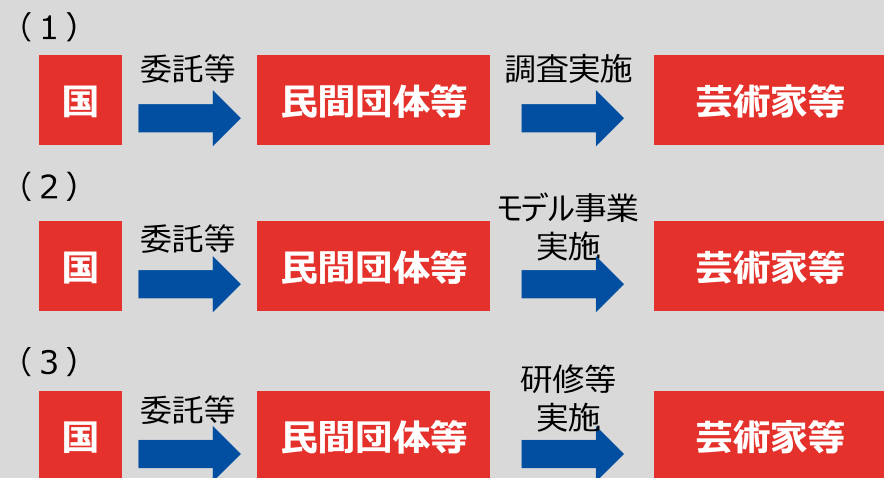 （1）
国
委託等
民間団体等
調査実施
芸術家等
（2）
国
委託等
民間団体等
モデル事業
実施
芸術家等
（3）
国
委託等
民間団体等
研修等
実施
芸術家等